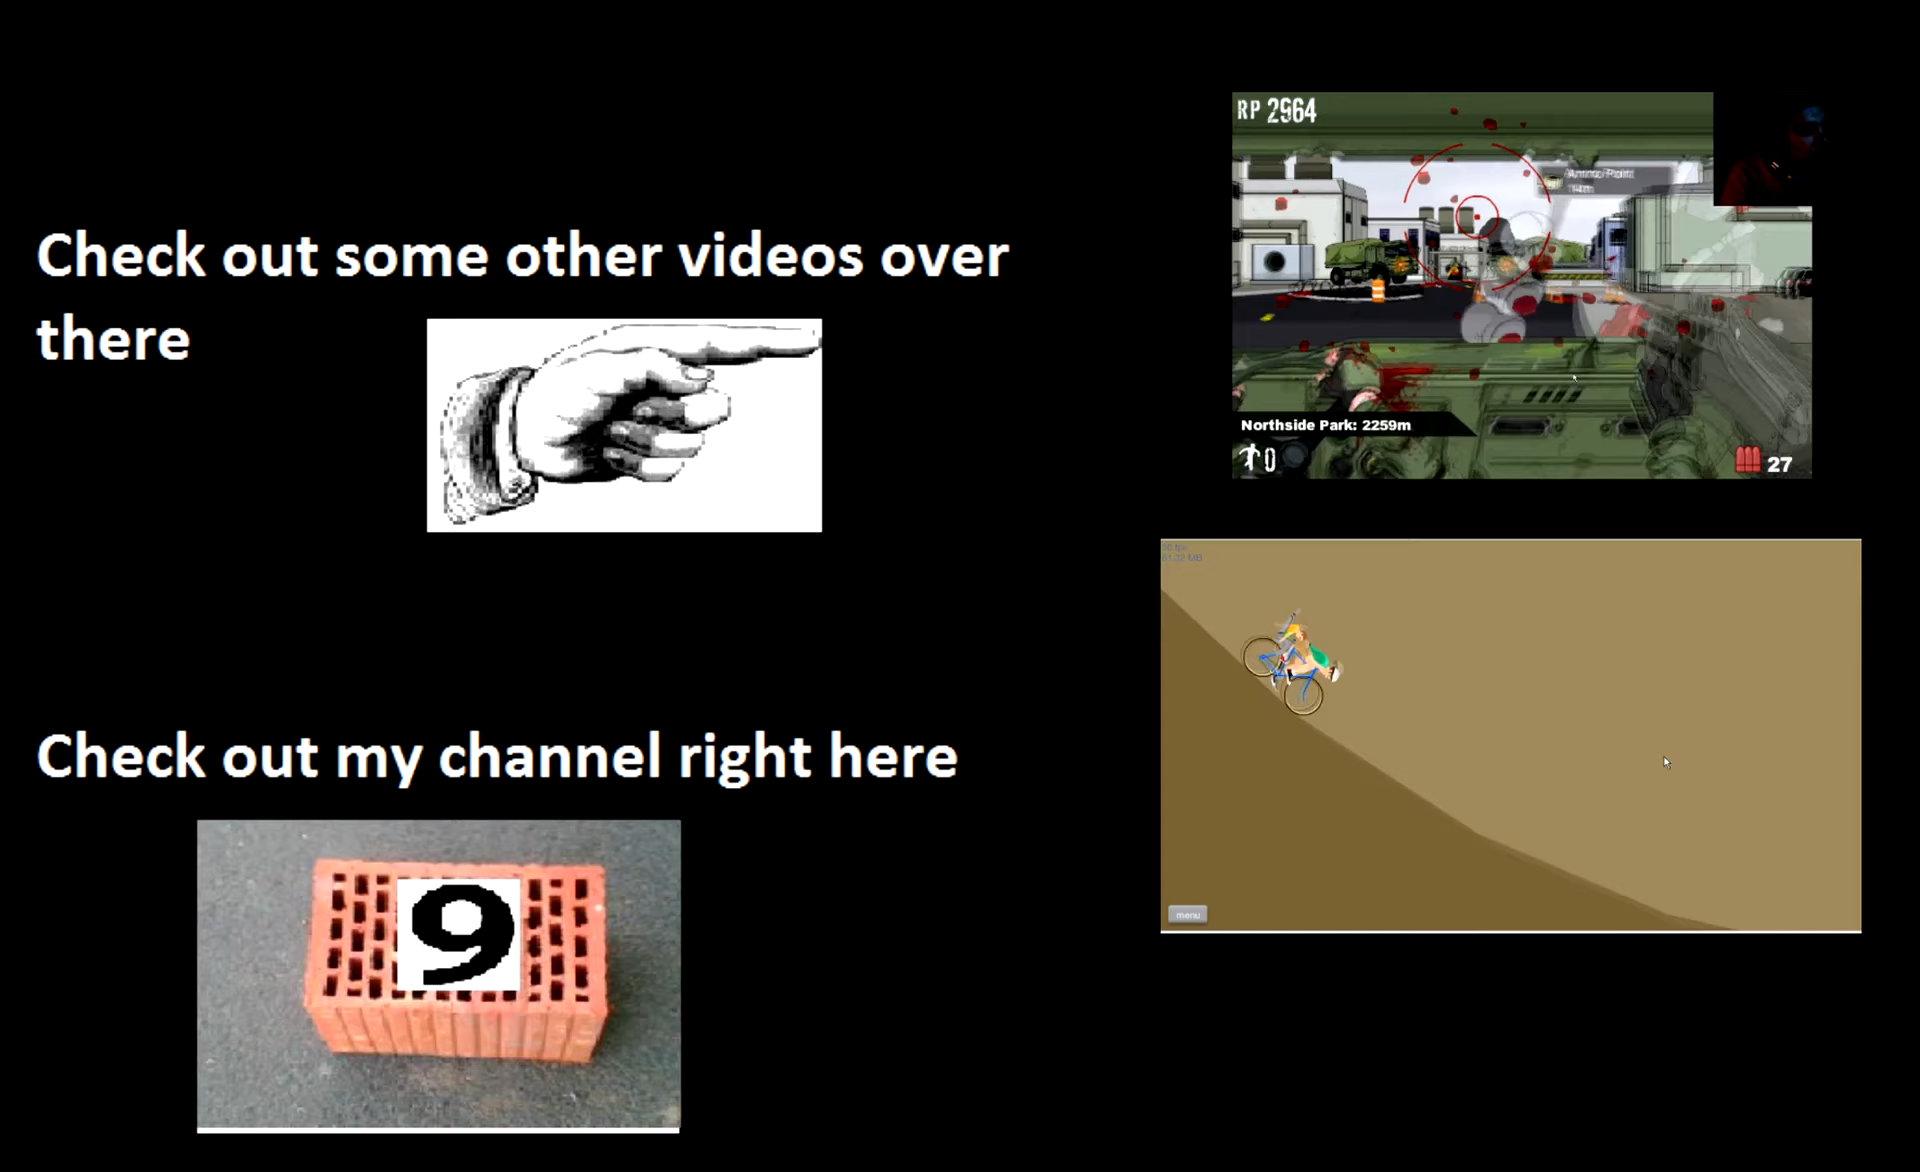 Check out some other videos over
there
RP 2964
Northside Park: 2259m
0
27
menu
Check out my channel right here
9